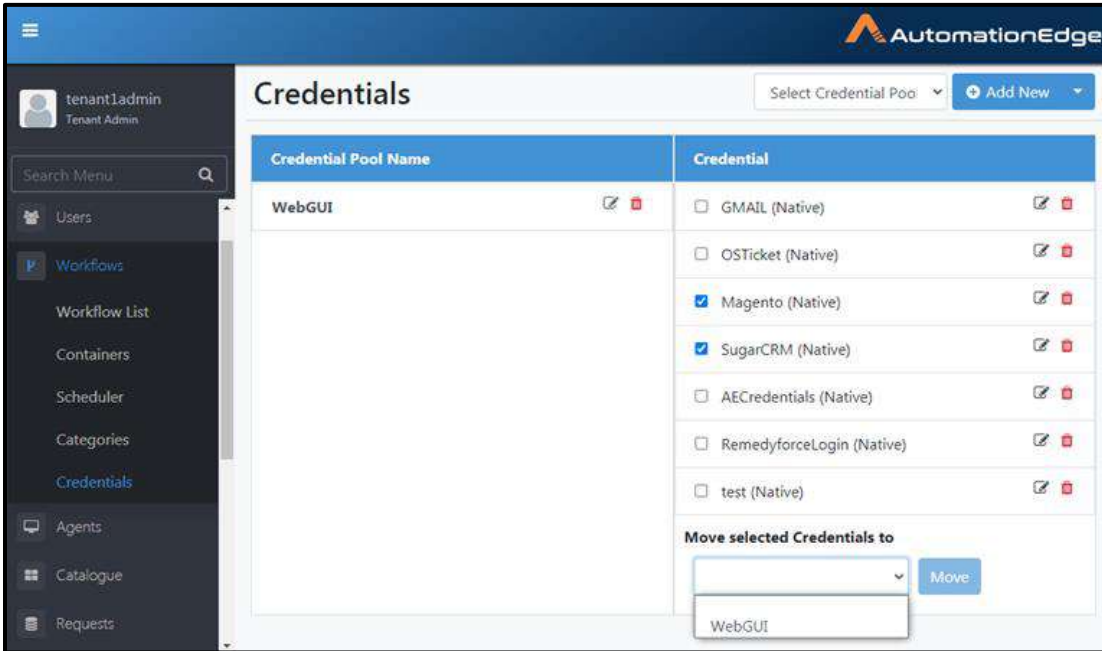 AutomationEdge
tenant1admin
Tenant Admin
Search Menu
Users
Workflows
Workflow List
Containers
Scheduler
Categories
Credentials
Agents
Catalogue
Requests
Credentials
Select Credential Poo
Add New
Credential Pool Name
WebGUI
Credential
GMAIL (Native)
OSTicket (Native)
Magento (Native)
SugarCRM (Native)
AECredentials (Native)
RemedyforceLogin (Native)
test (Native)
Move selected Credentials to
Move
WebGUI